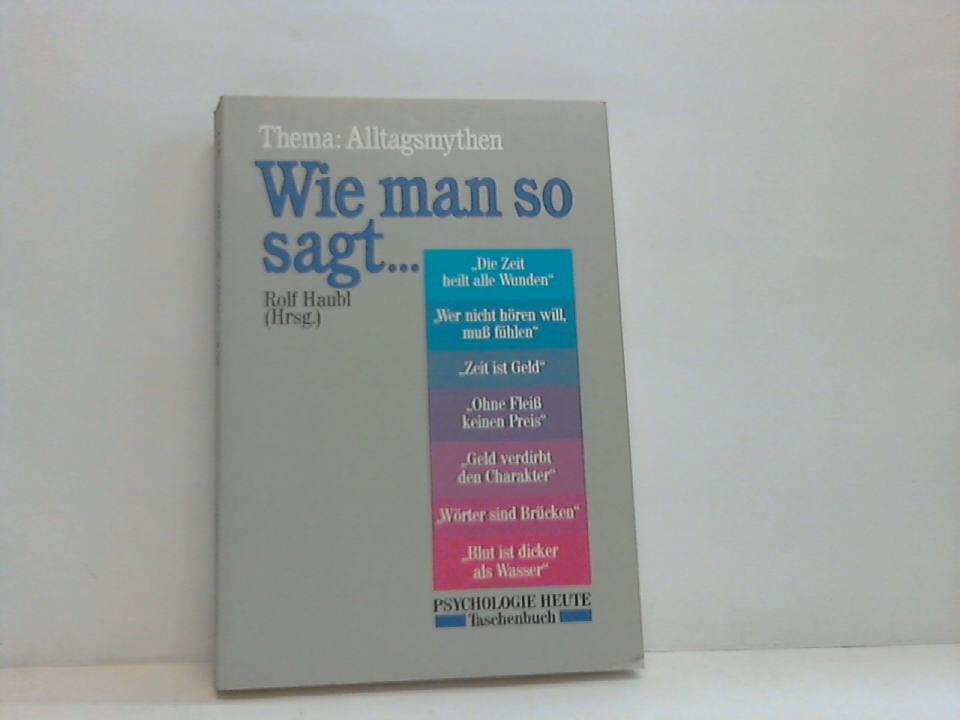 Thema: Alltagsmythen
Wie man so
sagt...
Rolf Haubl
(Hrsg.)
„Die Zeit
heilt alle Wunden“
„Wer nicht hören will,
muß fühlen“
„Zeit ist Geld“
„Ohne Fleiß
keinen Preis“
„Geld verdirbt
den Charakter“
„Wörter sind Brücken“
„Blut ist dicker
als Wasser“
PSYCHOLOGIE HEUTE
Taschenbuch